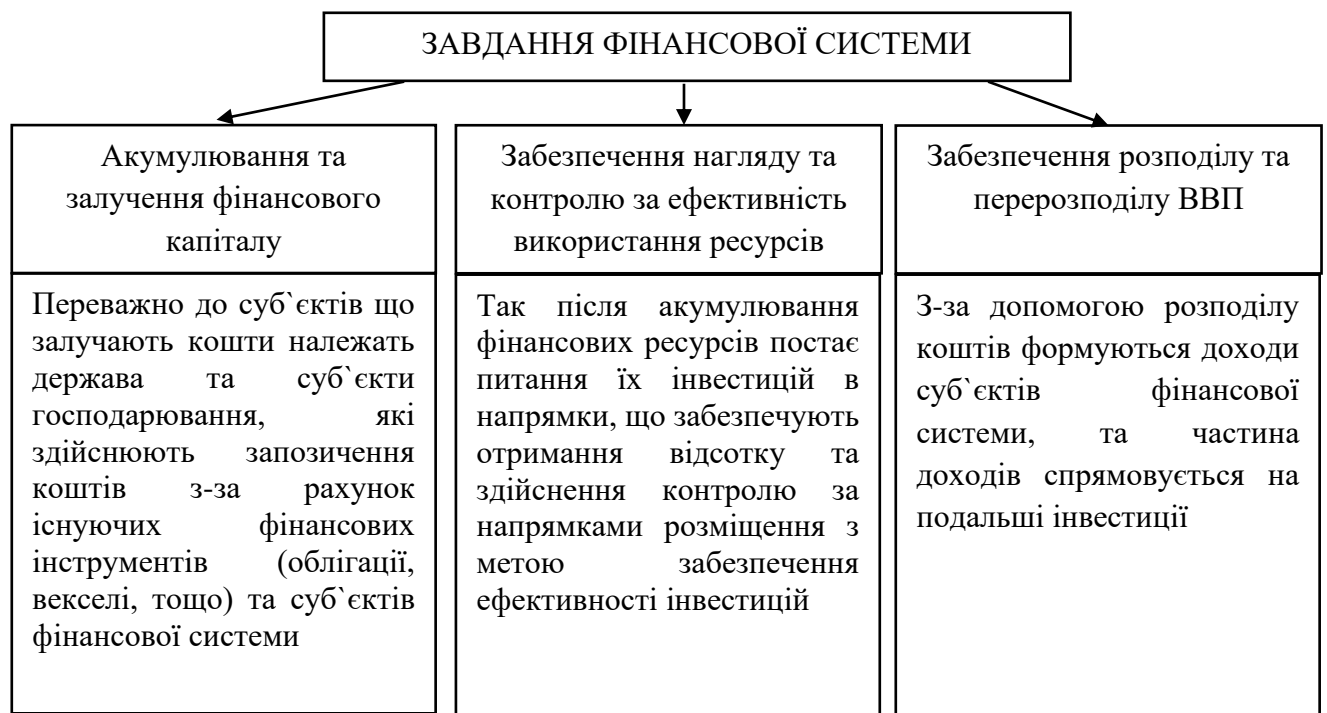 ЗАВДАННЯ ФІНАНСОВОЇ СИСТЕМИ
Акумулювання та
залучення фінансового
капіталу
Переважно до суб`єктів що
залучають кошти належать
держава та суб`єкти
господарювання, які
здійснюють запозичення
коштів з-за рахунок
існуючих фінансових
інструментів (облігації,
векселі, тощо) та суб`єктів
фінансової системи
Забезпечення нагляду та
контролю за ефективність
використання ресурсів
Так після акумулювання
фінансових ресурсів постає
питання їх інвестицій в
напрямки, що забезпечують
отримання відсотку та
здійснення контролю за
напрямками розміщення з
метою забезпечення
ефективності інвестицій
Забезпечення розподілу та
перерозподілу ВВП
З-за допомогою розподілу
коштів формуються доходи
суб`єктів фінансової
системи, та частина
доходів спрямовується на
подальші інвестиції